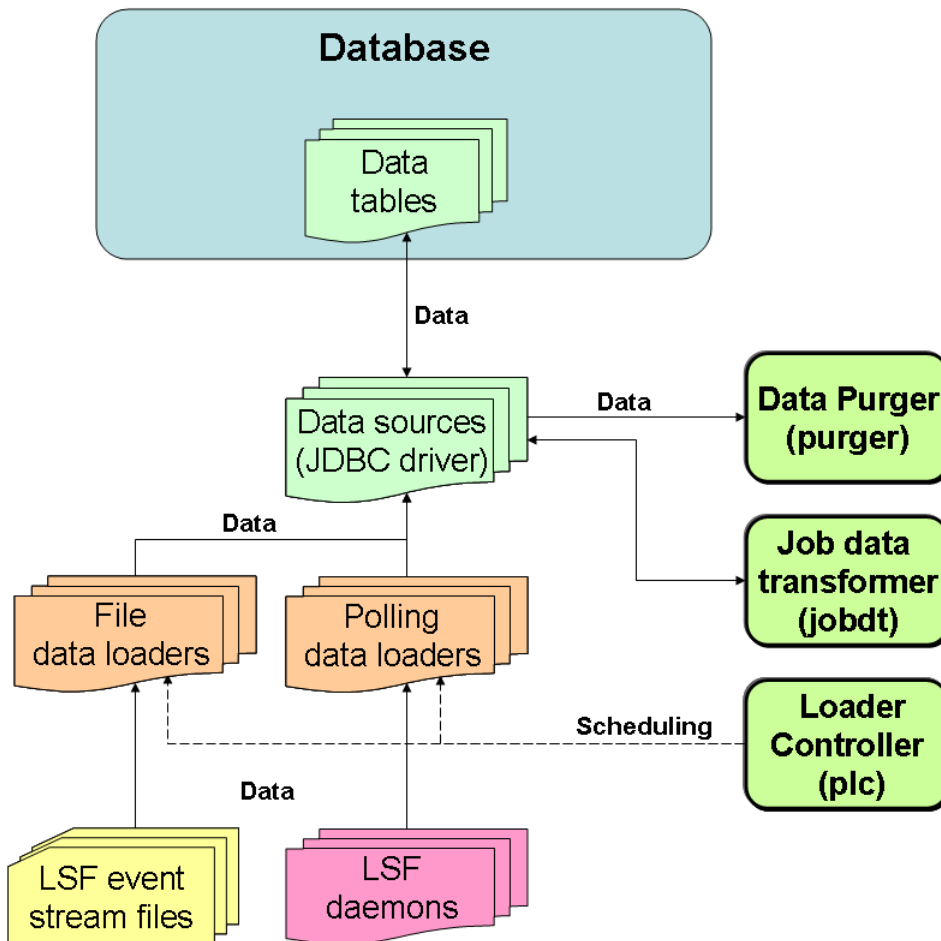 Database
Data
tables
Data
Data sources
(JDBC driver)
Data
Data Purger
(purger)
Data
Job data
transformer
(jobdt)
File
data loaders
Polling
data loaders
Scheduling
Loader
Controller
(plc)
Data
LSF event
stream files
LSF
daemons